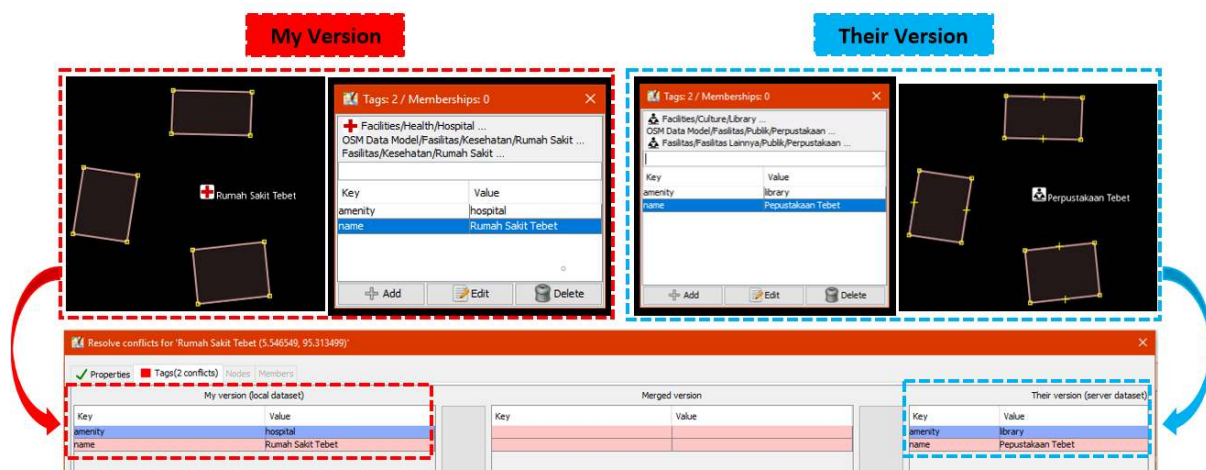 My Version
Their Version
Rumah Sakit Tebet
Tags: 2 / Memberships: 0
Facilities/Health/Hospital ...
OSM Data Model/Fasilitas/Kesehatan/Rumah Sakit ...
Fasilitas/Kesehatan/Rumah Sakit ...
Key Value
amenity hospital
name Rumah Sakit Tebet
Add Edit Delete
Tags: 2 / Memberships: 0
Facilities/Culture/Library ...
OSM Data Model/Fasilitas/Publik/Perpustakaan ...
Fasilitas/Fasilitas Lainnya/Publik/Perpustakaan ...
Key Value
amenity library
name Pepustakaan Tebet
Add Edit Delete
Perpustakaan Tebet
Resolve conflicts for 'Rumah Sakit Tebet (5.546549, 95.313499)'
Properties Tags(2 conflicts) Nodes Members
My version (local dataset) Merged version Their version (server dataset)
Key Value Key Value Key Value
amenity hospital amenity library
name Rumah Sakit Tebet name Pepustakaan Tebet